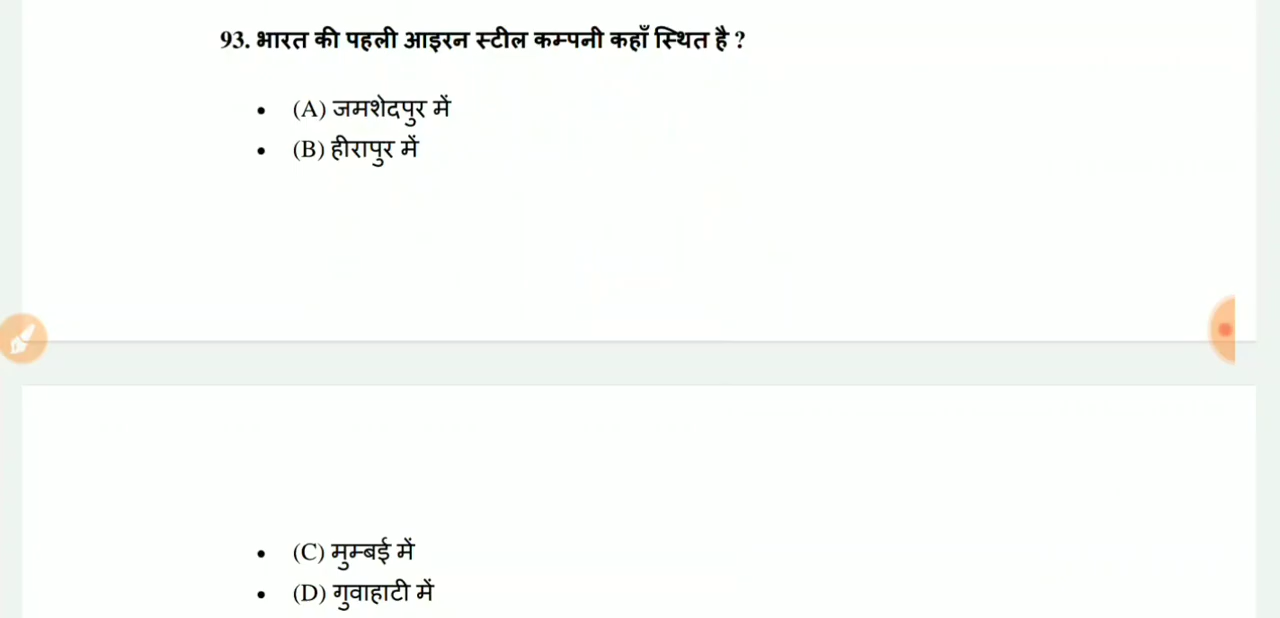 93. भारत की पहली आइरन स्टील कम्पनी कहाँ स्थित है ?
• (A) जमशेदपुर में
• (B) हीरापुर में
• (C) मुम्बई में
• (D) गुवाहाटी में